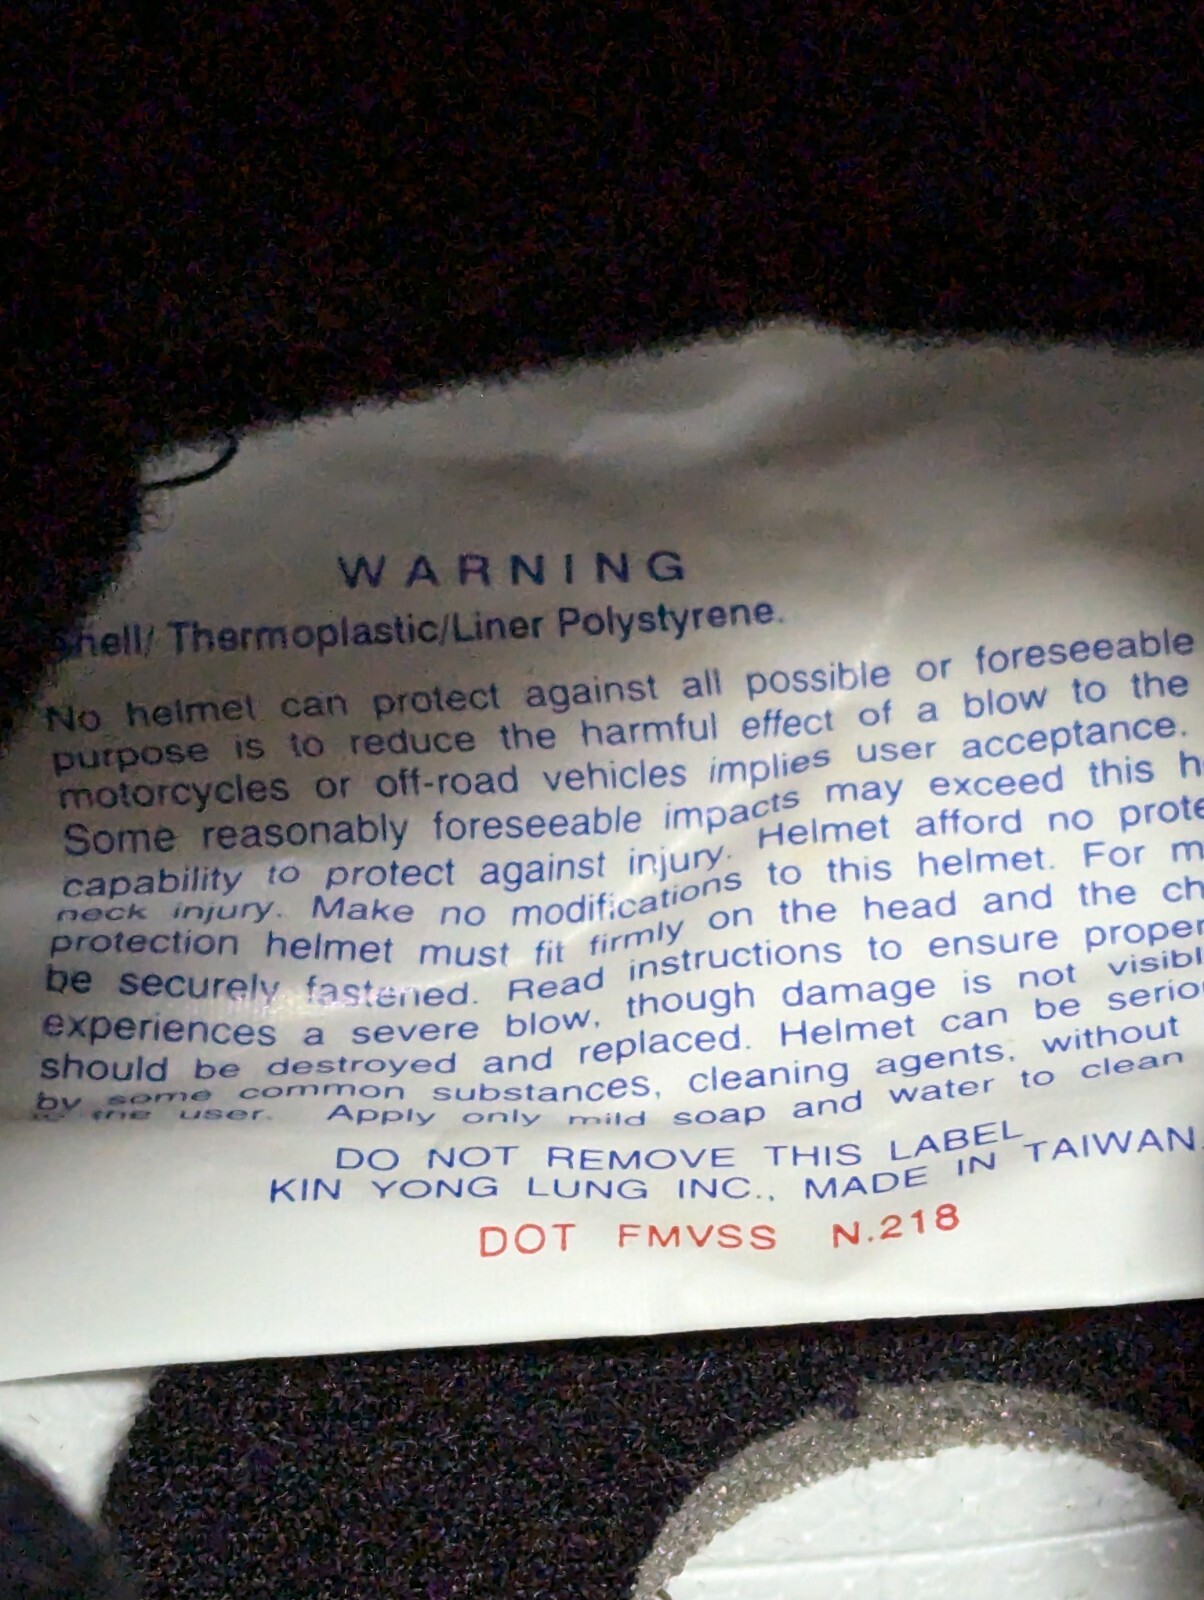 WARNING
Shell/ Thermoplastic/Liner Polystyrene.
No helmet can protect against all possible or foreseeable
purpose is to reduce the harmful effect of a blow to the
motorcycles or off-road vehicles implies user acceptance.
Some reasonably foreseeable impacts may exceed this h
capability to protect against injury. Helmet afford no prote
neck injury. Make no modifications to this helmet. For m
protection helmet must fit firmly on the head and the ch
be securely fastened. Read instructions to ensure proper
experiences a severe blow, though damage is not visibl
should be destroyed and replaced. Helmet can be serio
by some common substances, cleaning agents, without
the user. Apply only mild soap and water to clean
DO NOT REMOVE THIS LABEL
KIN YONG LUNG INC., MADE IN TAIWAN.
DOT FMVSS N.218